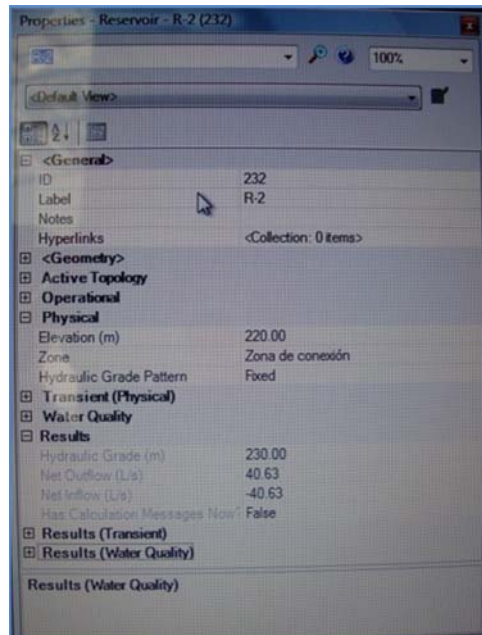 Properties - Reservoir - R-2 (232)
R-2
100%
<Default View>
<General>
ID 232
Label R-2
Notes
Hyperlinks <Collection: 0 items>
<Geometry>
Active Topology
Operational
Physical
Elevation (m) 220.00
Zone Zona de conexión
Hydraulic Grade Pattern Fixed
Transient (Physical)
Water Quality
Results
Hydraulic Grade (m) 230.00
Net Outflow (L/s) 40.63
Net Inflow (L/s) -40.63
Has Calculation Messages Now? False
Results (Transient)
Results (Water Quality)
Results (Water Quality)